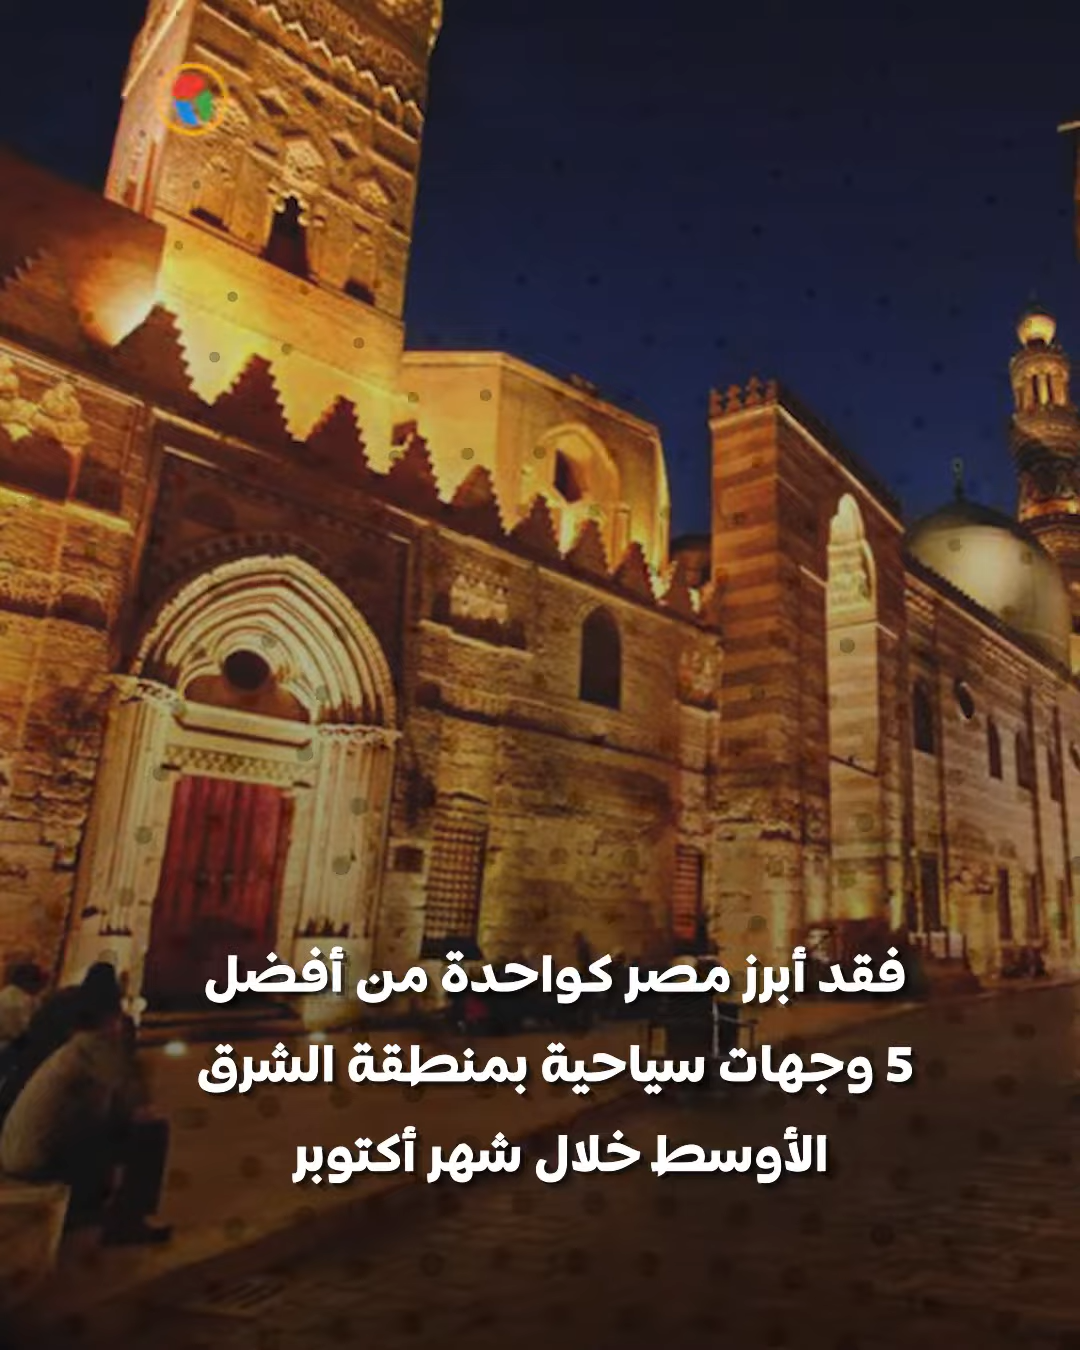 فقد أبرز مصر كواحدة من أفضل
5 وجهات سياحية بمنطقة الشرق
الأوسط خلال شهر أكتوبر